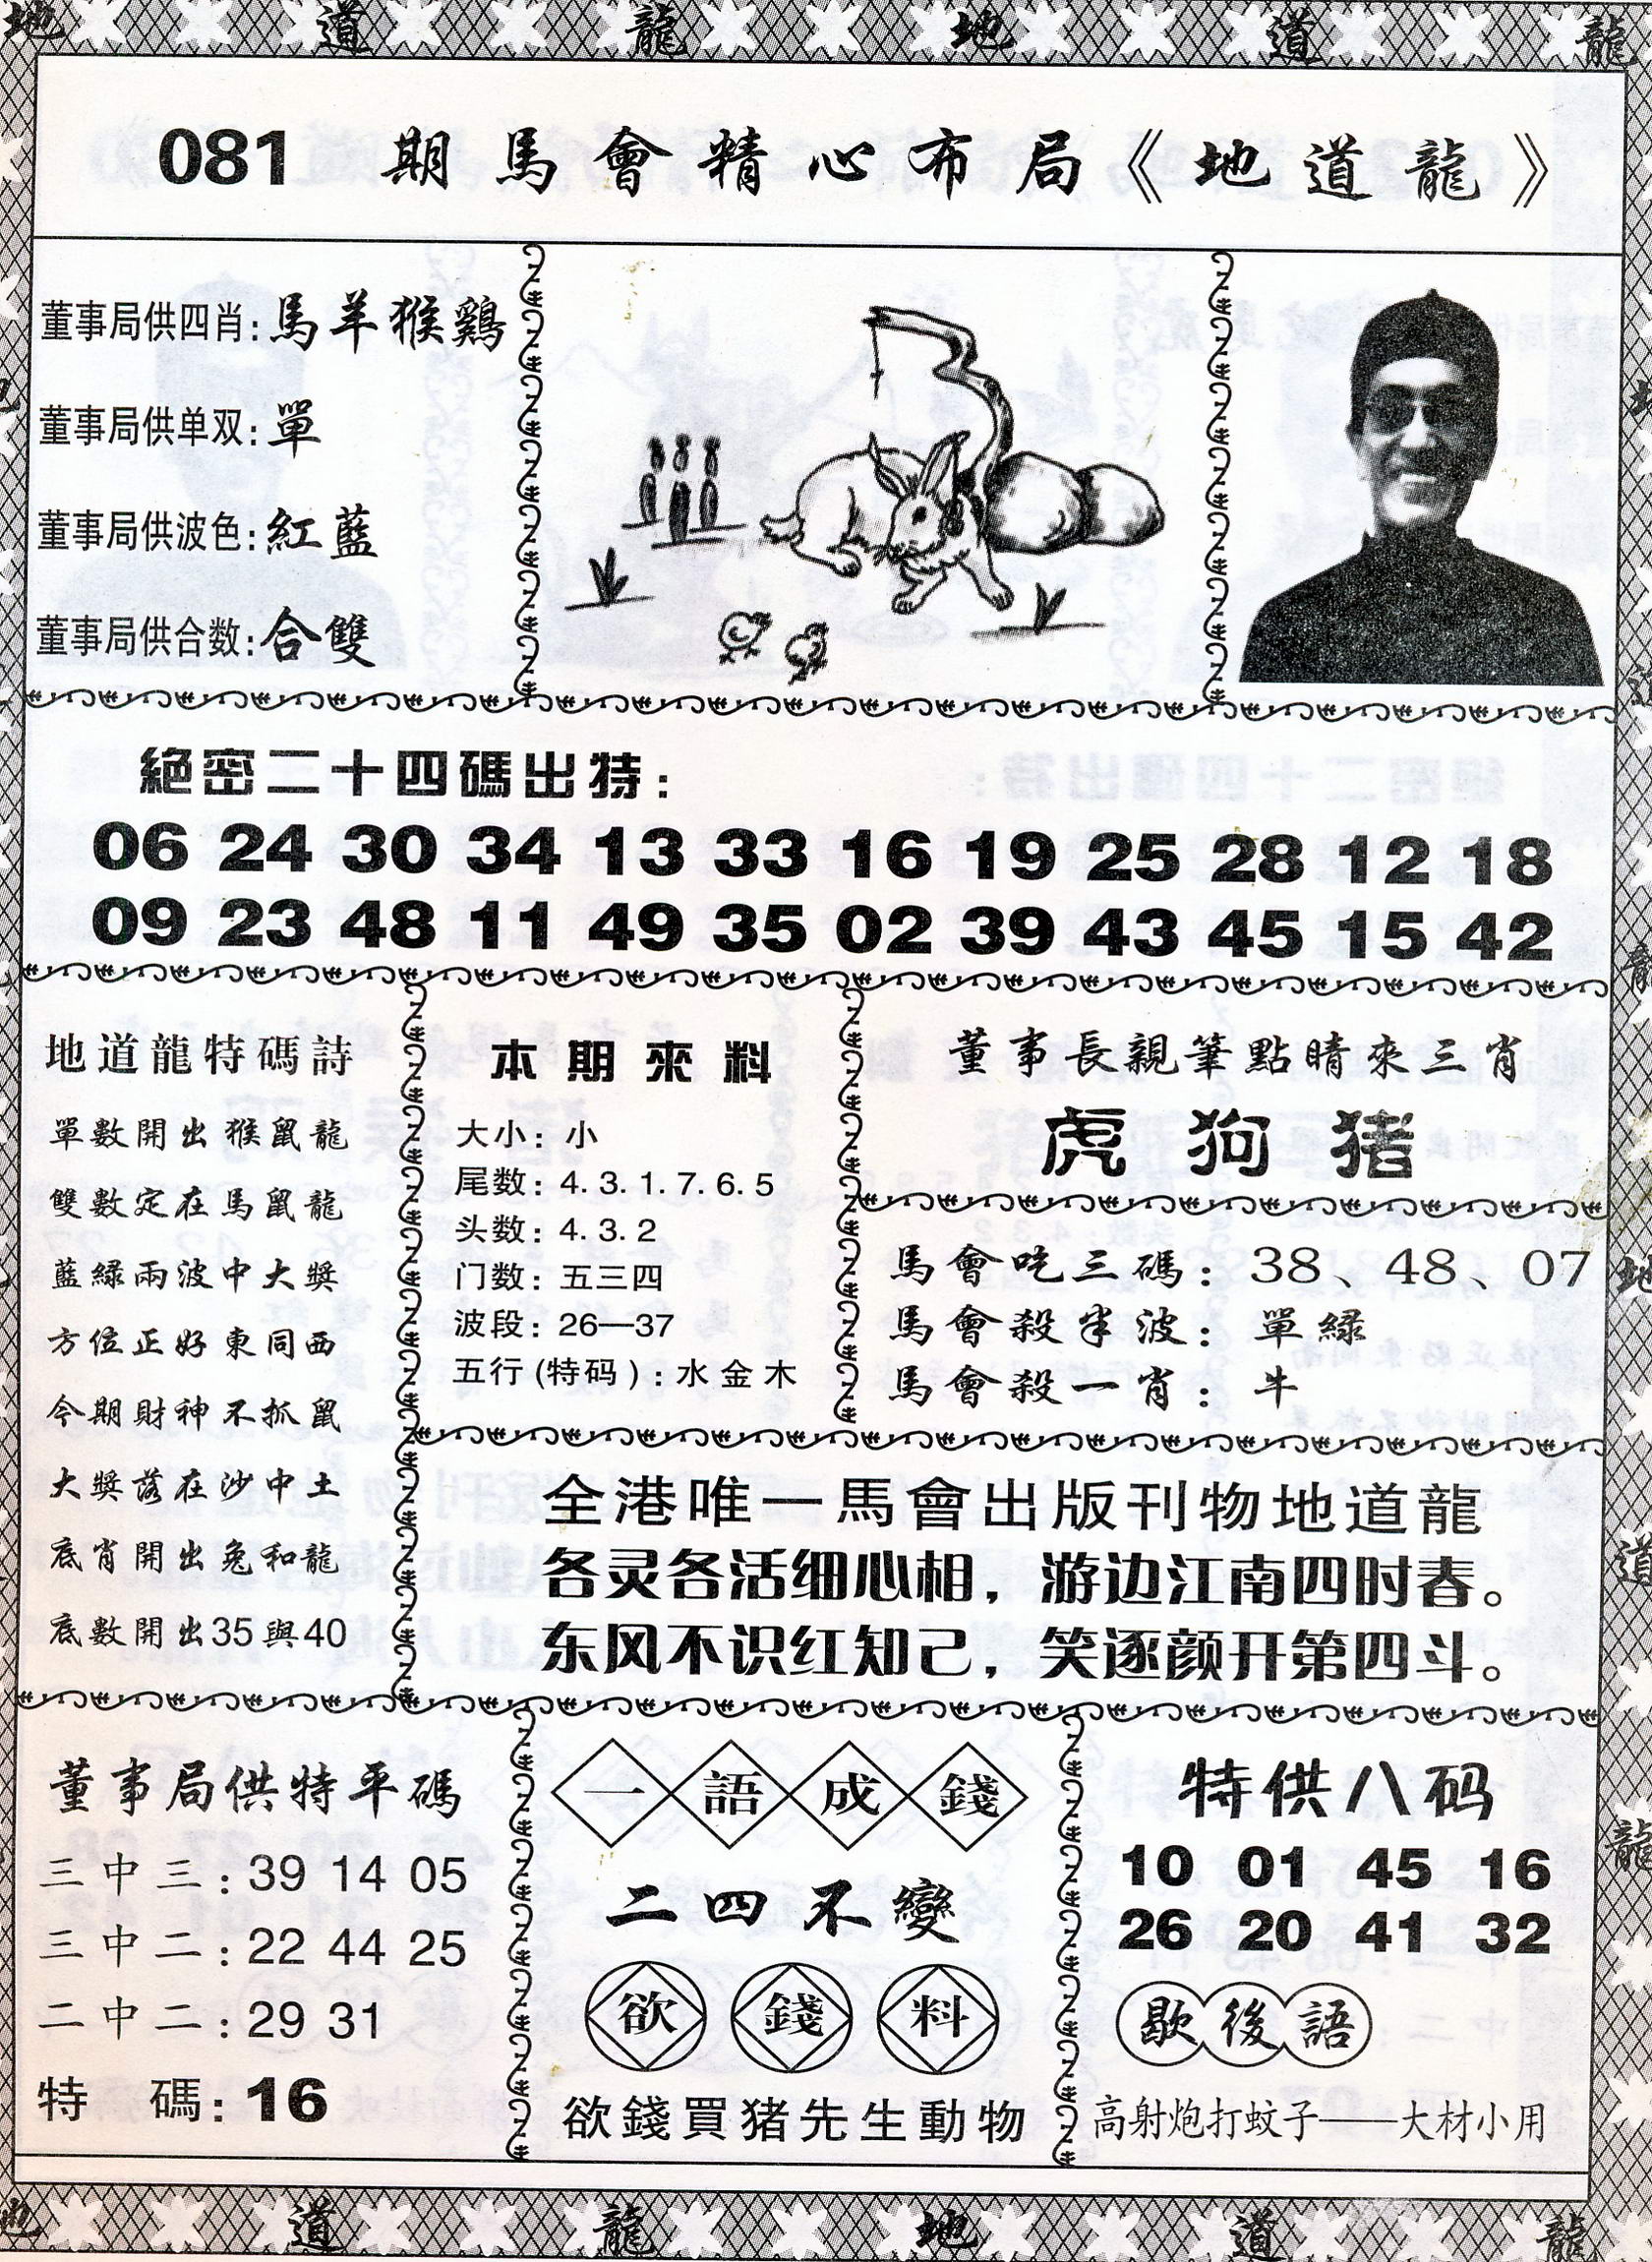 地 道 龍 地 道 龍
081 期馬會精心布局《地道龍》
董事局供四肖:馬羊猴鷄
董事局供单双:單
董事局供波色:紅藍
董事局供合数:合雙
絕密二十四碼出特:
06 24 30 34 13 33 16 19 25 28 12 18
09 23 48 11 49 35 02 39 43 45 15 42
地道龍特碼詩
單數開出猴鼠龍
雙數定在馬鼠龍
藍緑兩波中大獎
方位正好東同西
今期財神不抓鼠
大獎落在沙中土
底肖開出兔和龍
底數開出35與40
本期來料
大小: 小
尾数: 4. 3. 1. 7. 6. 5
头数: 4. 3. 2
门数: 五三四
波段: 26—37
五行(特码): 水金木
董事長親筆點睛來三肖
虎狗猪
馬會吃三碼: 38、48、07
馬會殺半波: 單緑
馬會殺一肖: 牛
全港唯一馬會出版刊物地道龍
各灵各活细心相，游边江南四时春。
东风不识红知己，笑逐颜开第四斗。
董事局供特平碼
三中三: 39 14 05
三中二: 22 44 25
二中二: 29 31
特 碼: 16
一語成錢
二四不變
欲錢料
欲錢買猪先生動物
特供八码
10 01 45 16
26 20 41 32
歇後語
高射炮打蚊子——大材小用
地 道 龍 地 道 龍